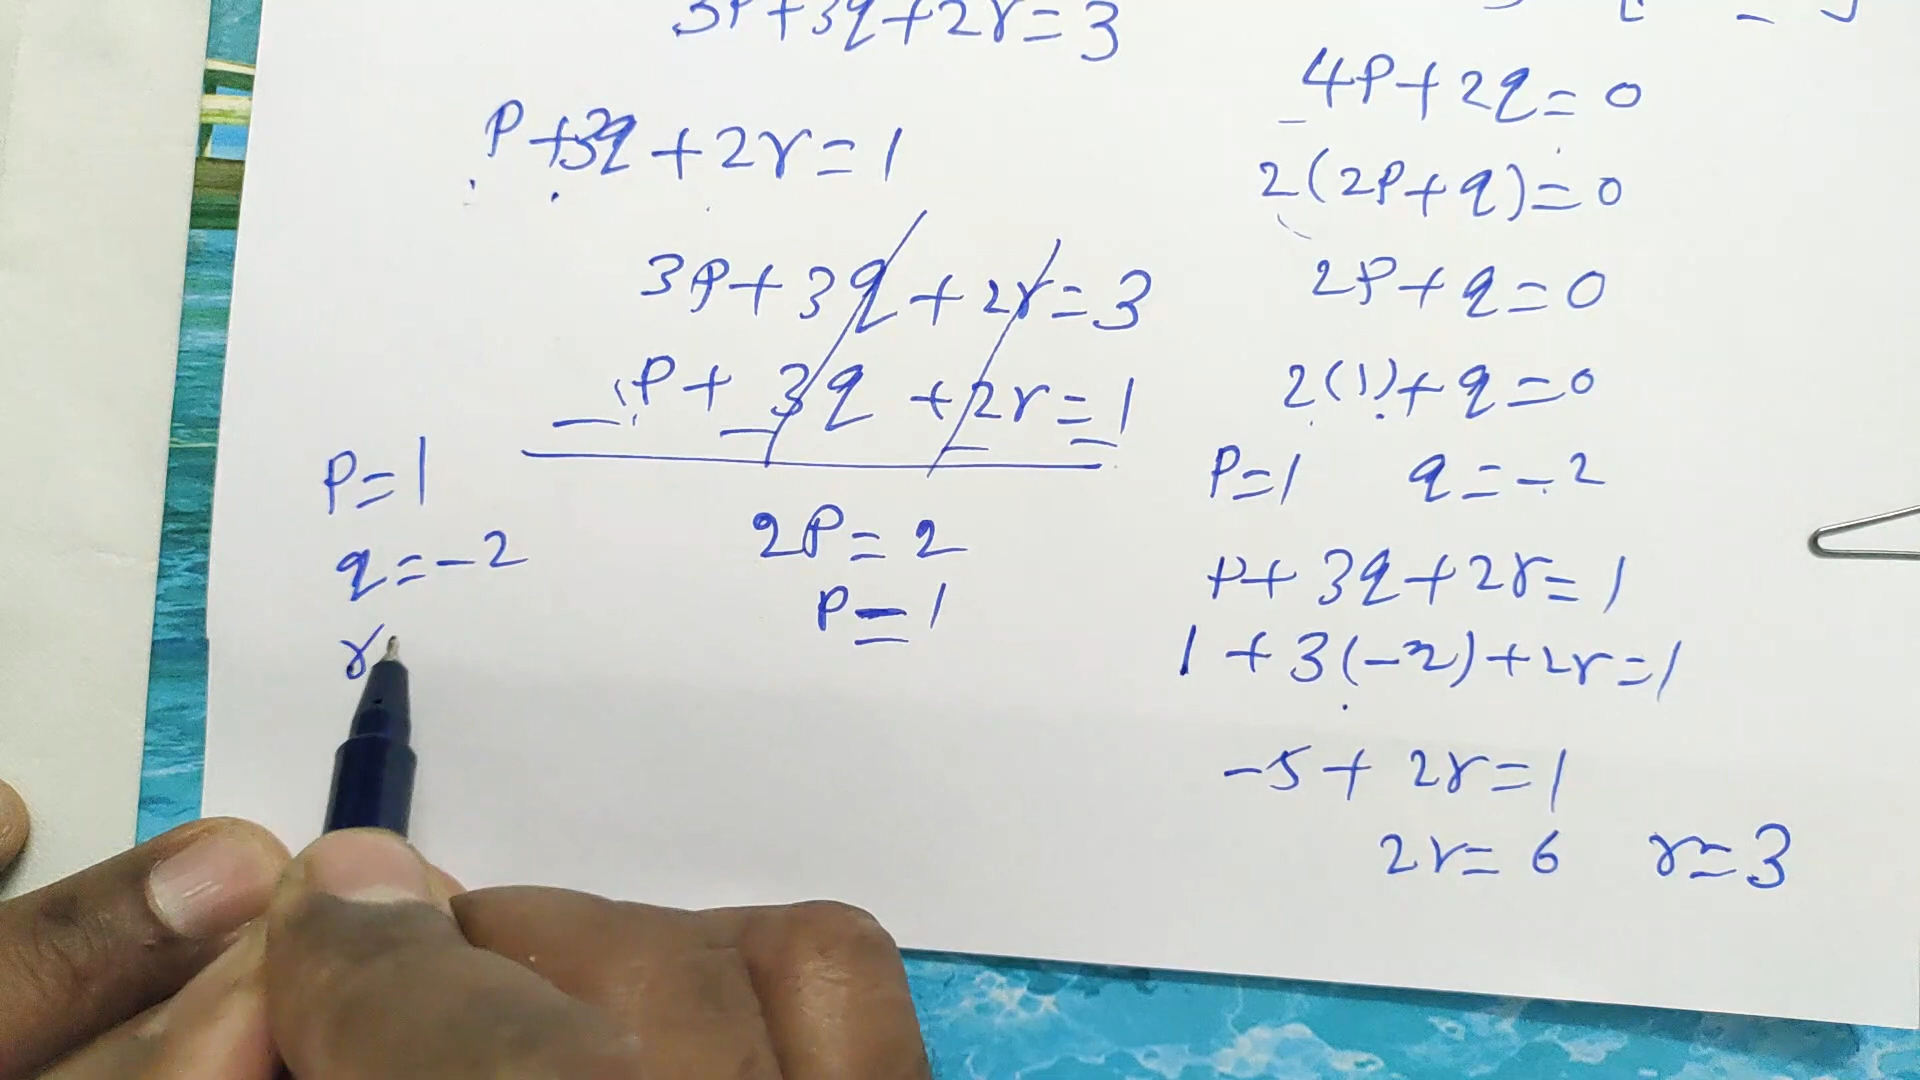 3P+3q+2r=3
P+3q+2r=1
3P+3q+2r=3
P+3q+2r=1
2P=2
P=1
P=1
q=-2
r
4P+2q=0
2(2P+q)=0
2P+q=0
2(1)+q=0
P=1 q=-2
P+3q+2r=1
1+3(-2)+2r=1
-5+2r=1
2r=6 r=3